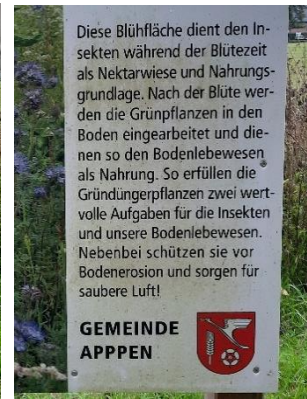 Diese Blühfläche dient den In-
sekten während der Blütezeit
als Nektarwiese und Nahrungs-
grundlage. Nach der Blüte wer-
den die Grünpflanzen in den
Boden eingearbeitet und die-
nen so den Bodenlebewesen
als Nahrung. So erfüllen die
Gründüngerpflanzen zwei wert-
volle Aufgaben für die Insekten
und unsere Bodenlebewesen.
Nebenbei schützen sie vor
Bodenerosion und sorgen für
saubere Luft!
GEMEINDE
APPPEN